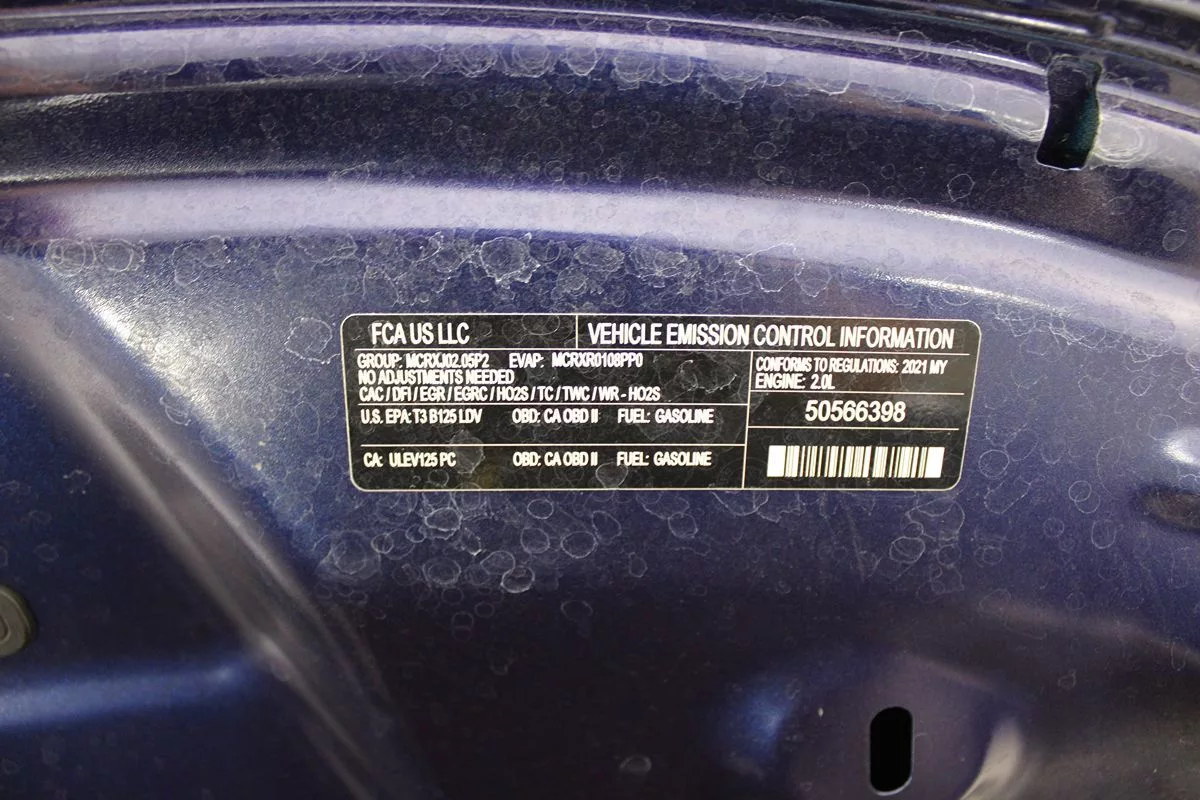 FCA US LLC
VEHICLE EMISSION CONTROL INFORMATION
GROUP: MCRXJ02.05P2 EVAP: MCRXR0108PP0
NO ADJUSTMENTS NEEDED
CAC / DFI / EGR / EGRC / HO2S / TC / TWC / WR - HO2S
U.S. EPA: T3 B125 LDV OBD: CA OBD II FUEL: GASOLINE
CA: ULEV125 PC OBD: CA OBD II FUEL: GASOLINE
CONFORMS TO REGULATIONS: 2021 MY
ENGINE: 2.0L
50566398